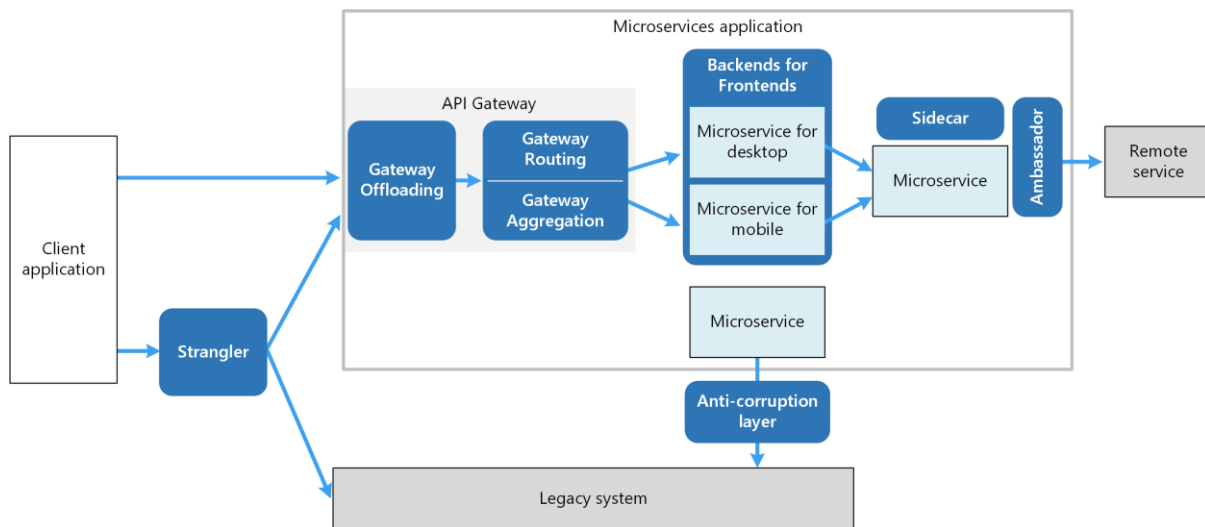 Microservices application
API Gateway
Client
application
Strangler
Gateway
Offloading
Gateway
Routing
Gateway
Aggregation
Backends for
Frontends
Microservice for
desktop
Microservice for
mobile
Sidecar
Microservice
Ambassador
Remote
service
Microservice
Anti-corruption
layer
Legacy system